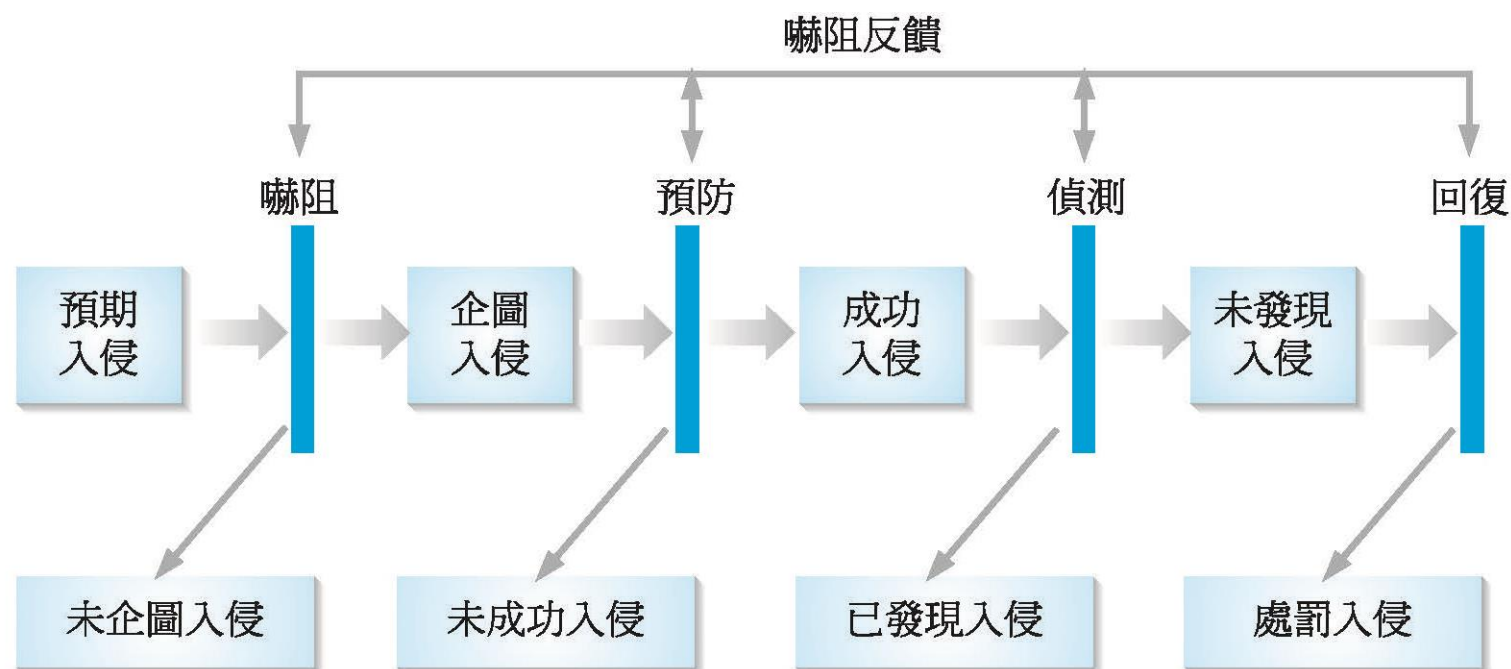 嚇阻反饋
嚇阻
預防
偵測
回復
預期
入侵
企圖
入侵
成功
入侵
未發現
入侵
未企圖入侵
未成功入侵
已發現入侵
處罰入侵